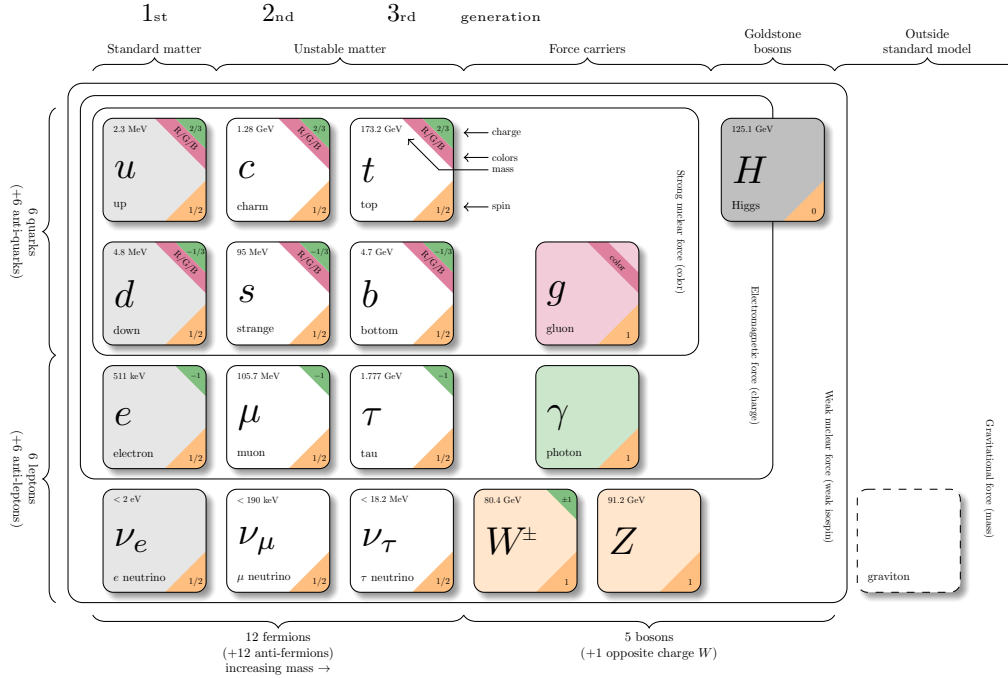 1st 2nd 3rd generation
Standard matter
Unstable matter
Force carriers
Goldstone
bosons
Outside
standard model
6 quarks
(+6 anti-quarks)
6 leptons
(+6 anti-leptons)
2.3 MeV
2/3
R/G/B
u
up
1/2
1.28 GeV
2/3
R/G/B
c
charm
1/2
173.2 GeV
2/3
R/G/B
t
top
1/2
charge
colors
mass
spin
125.1 GeV
H
Higgs
0
4.8 MeV
−1/3
R/G/B
d
down
1/2
95 MeV
−1/3
R/G/B
s
strange
1/2
4.7 GeV
−1/3
R/G/B
b
bottom
1/2
color
g
gluon
1
Strong nuclear force (color)
511 keV
−1
e
electron
1/2
105.7 MeV
−1
μ
muon
1/2
1.777 GeV
−1
τ
tau
1/2
γ
photon
1
Electromagnetic force (charge)
< 2 eV
νe
e neutrino
1/2
< 190 keV
νμ
μ neutrino
1/2
< 18.2 MeV
ντ
τ neutrino
1/2
80.4 GeV
±1
W±
1
91.2 GeV
Z
1
Weak nuclear force (weak isospin)
graviton
Gravitational force (mass)
12 fermions
(+12 anti-fermions)
increasing mass →
5 bosons
(+1 opposite charge W)